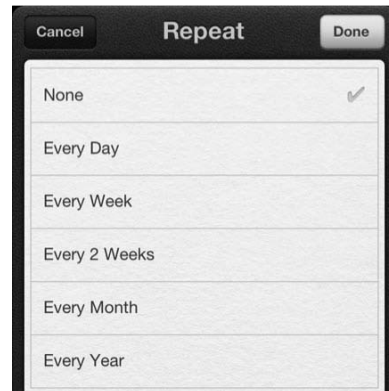 Cancel Repeat Done
None
Every Day
Every Week
Every 2 Weeks
Every Month
Every Year